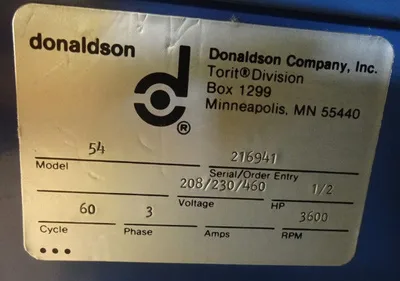 donaldson
Donaldson Company, Inc.
Torit® Division
Box 1299
Minneapolis, MN 55440
®
54 216941
Model Serial/Order Entry
208/230/460 1/2
Voltage HP
60 3 3600
Cycle Phase Amps RPM